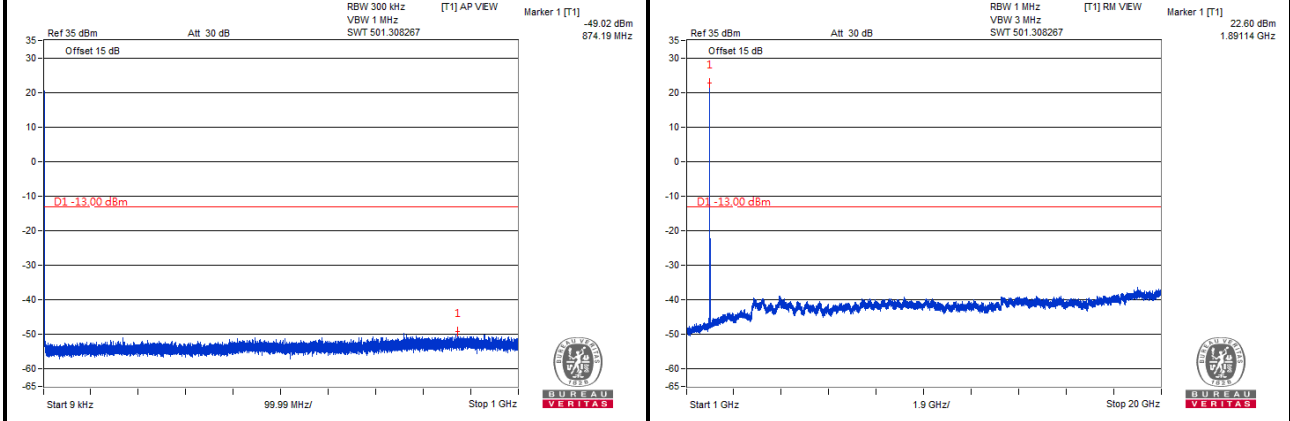 RBW 300 kHz [T1] AP VIEW
VBW 1 MHz
Ref 35 dBm Att 30 dB SWT 501.308267
Marker 1 [T1]
-49.02 dBm
874.19 MHz
Offset 15 dB
35
30
20
10
0
-10
D1 -13.00 dBm
-20
-30
-40
1
-50
-60
-65
Start 9 kHz 99.99 MHz/ Stop 1 GHz
BUREAU VERITAS
1828
BUREAU
VERITAS
RBW 1 MHz [T1] RM VIEW
VBW 3 MHz
Ref 35 dBm Att 30 dB SWT 501.308267
Marker 1 [T1]
22.60 dBm
1.89114 GHz
Offset 15 dB
35
30
1
20
10
0
-10
D1 -13.00 dBm
-20
-30
-40
-50
-60
-65
Start 1 GHz 1.9 GHz/ Stop 20 GHz
BUREAU VERITAS
1828
BUREAU
VERITAS